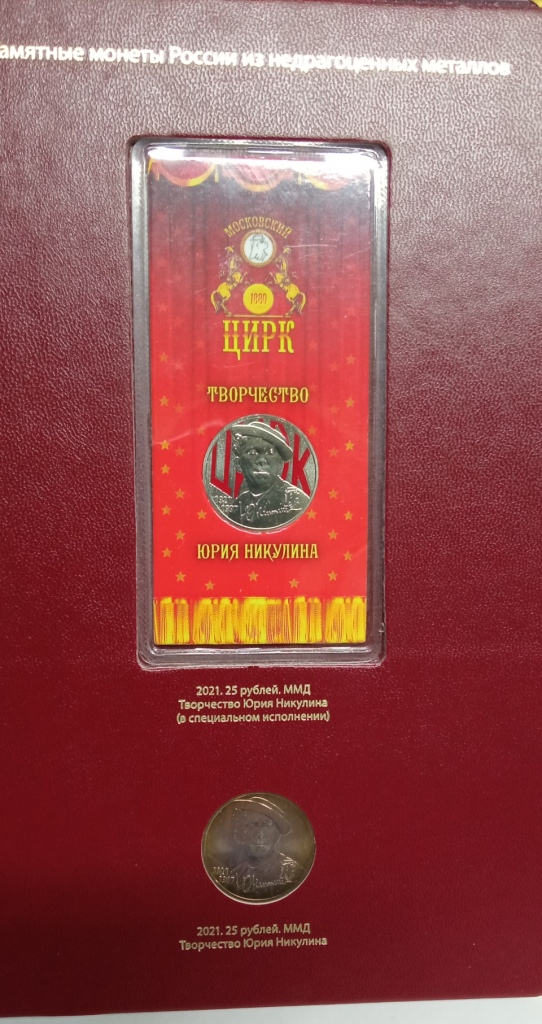 амятные монеты России из недрагоценных металлов
МОСКОВСКИЙ
1880
ЦИРК
ТВОРЧЕСТВО
ЦИРК
ЮРИЯ НИКУЛИНА
2021. 25 рублей. ММД
Творчество Юрия Никулина
(в специальном исполнении)
2021. 25 рублей. ММД
Творчество Юрия Никулина